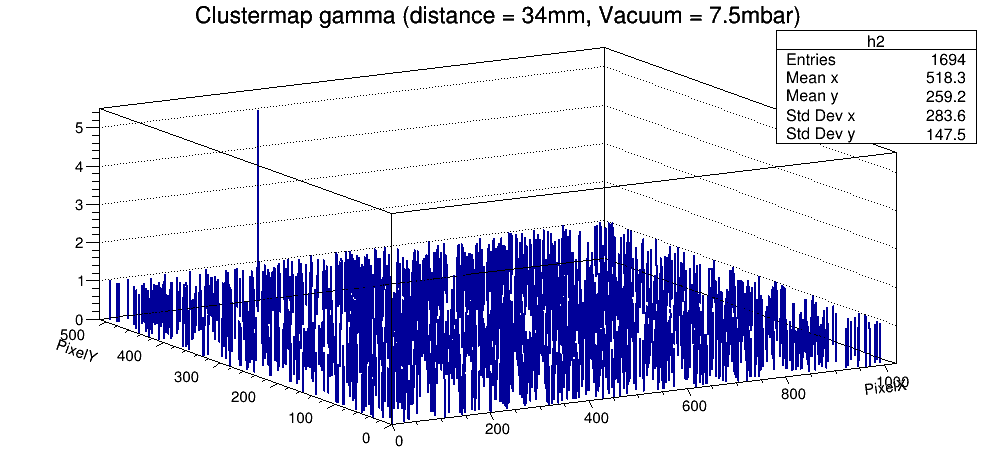 Clustermap gamma (distance = 34mm, Vacuum = 7.5mbar)
h2
Entries 1694
Mean x 518.3
Mean y 259.2
Std Dev x 283.6
Std Dev y 147.5
5
4
3
2
1
0
500
PixelY
400
300
200
100
0
0
200
400
600
800
1000
PixelX